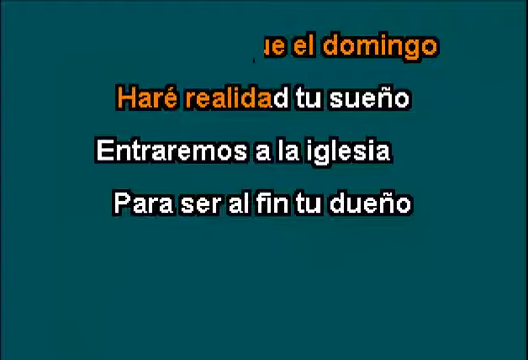 el domingo
Haré realidad tu sueño
Entraremos a la iglesia
Para ser al fin tu dueño